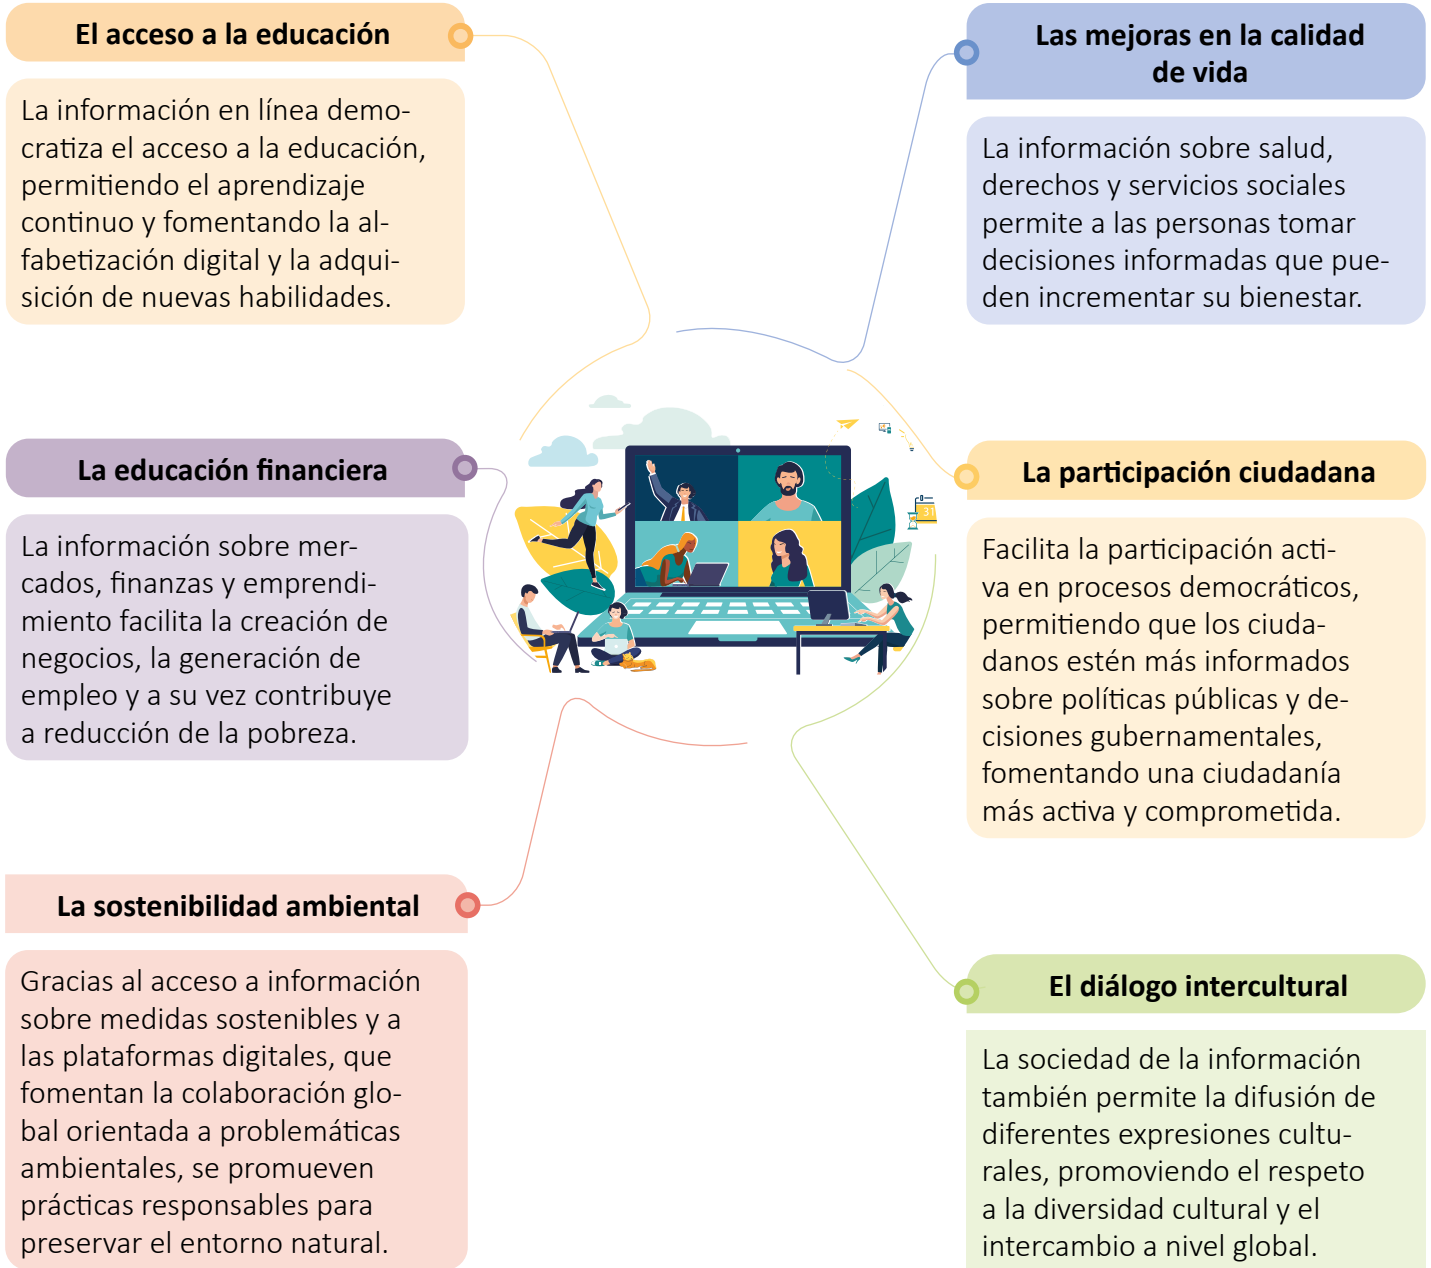 El acceso a la educación
La información en línea demo-
cratiza el acceso a la educación,
permitiendo el aprendizaje
continuo y fomentando la al-
fabetización digital y la adqui-
sición de nuevas habilidades.
Las mejoras en la calidad
de vida
La información sobre salud,
derechos y servicios sociales
permite a las personas tomar
decisiones informadas que pue-
den incrementar su bienestar.
La educación financiera
La información sobre mer-
cados, finanzas y emprendi-
miento facilita la creación de
negocios, la generación de
empleo y a su vez contribuye
a reducción de la pobreza.
31
La participación ciudadana
Facilita la participación acti-
va en procesos democráticos,
permitiendo que los ciuda-
danos estén más informados
sobre políticas públicas y de-
cisiones gubernamentales,
fomentando una ciudadanía
más activa y comprometida.
La sostenibilidad ambiental
Gracias al acceso a información
sobre medidas sostenibles y a
las plataformas digitales, que
fomentan la colaboración glo-
bal orientada a problemáticas
ambientales, se promueven
prácticas responsables para
preservar el entorno natural.
El diálogo intercultural
La sociedad de la información
también permite la difusión de
diferentes expresiones cultu-
rales, promoviendo el respeto
a la diversidad cultural y el
intercambio a nivel global.